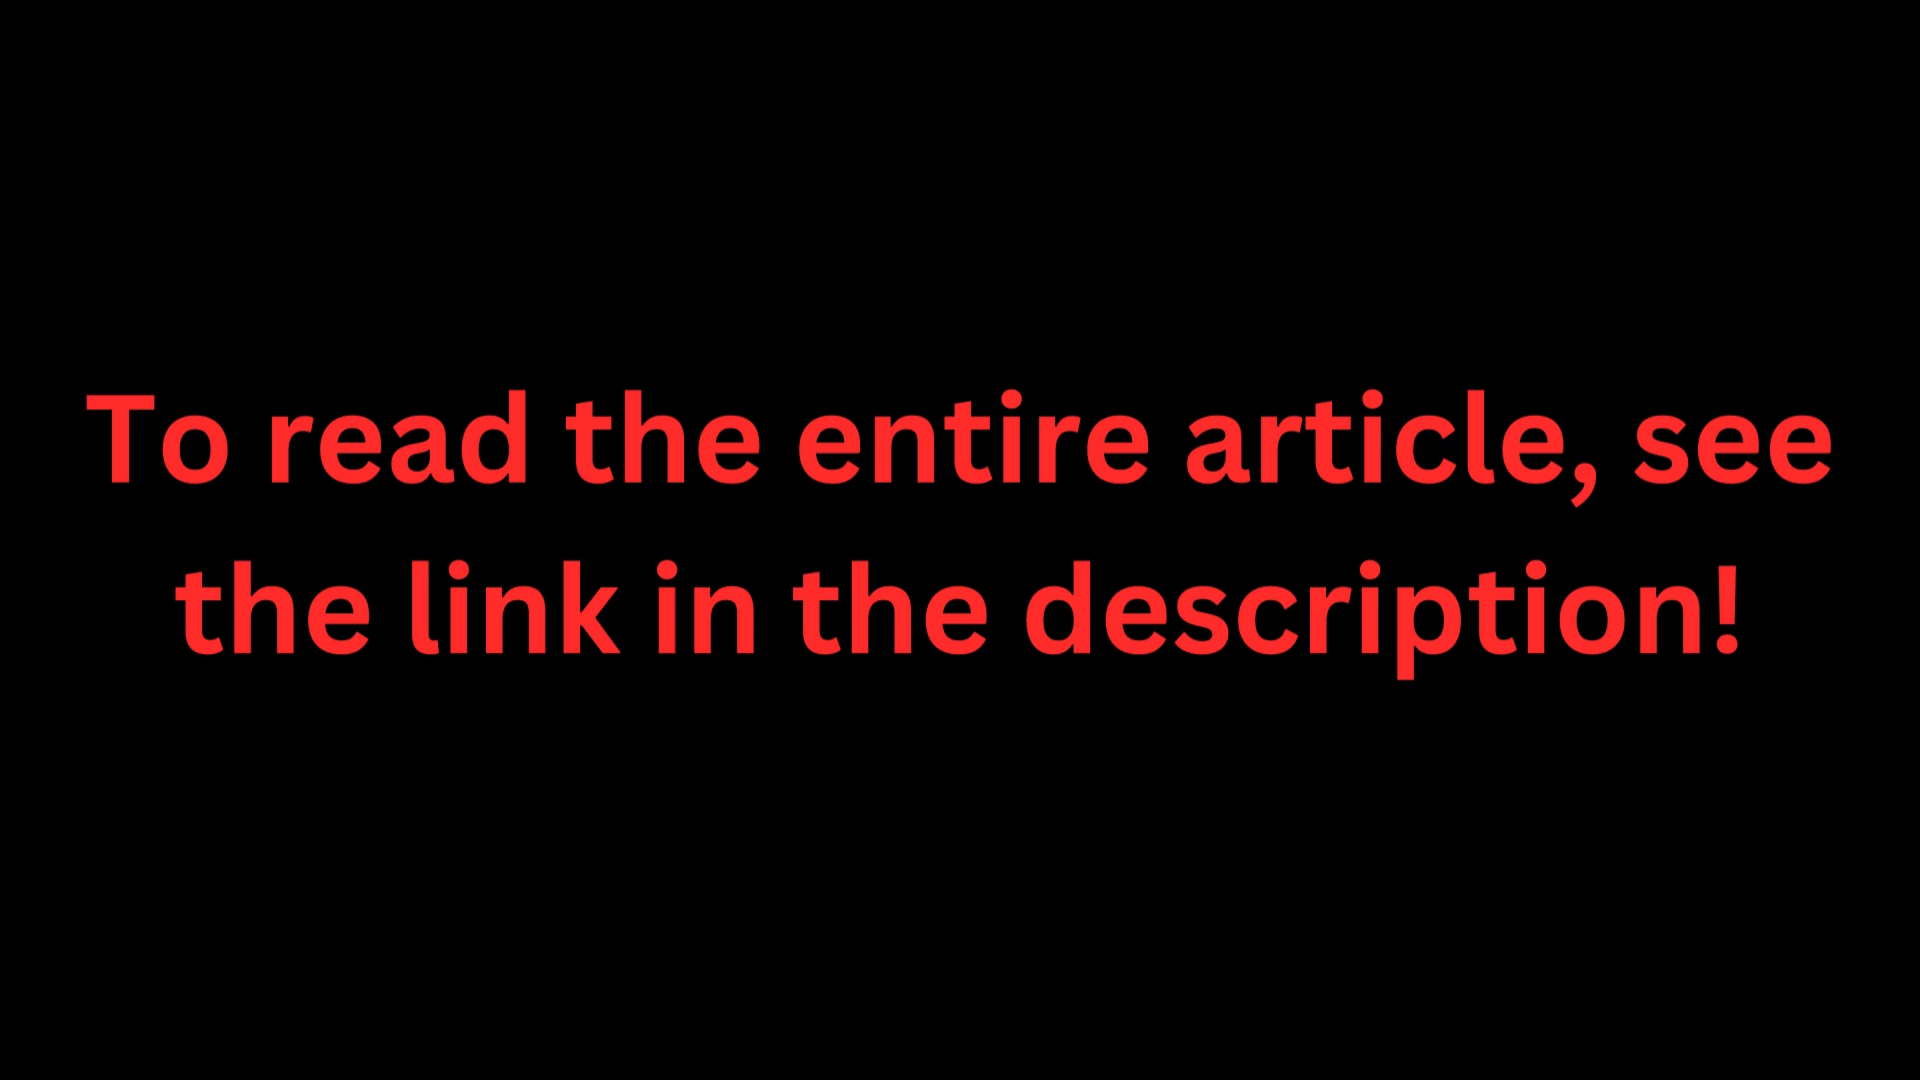 To read the entire article, see
the link in the description!